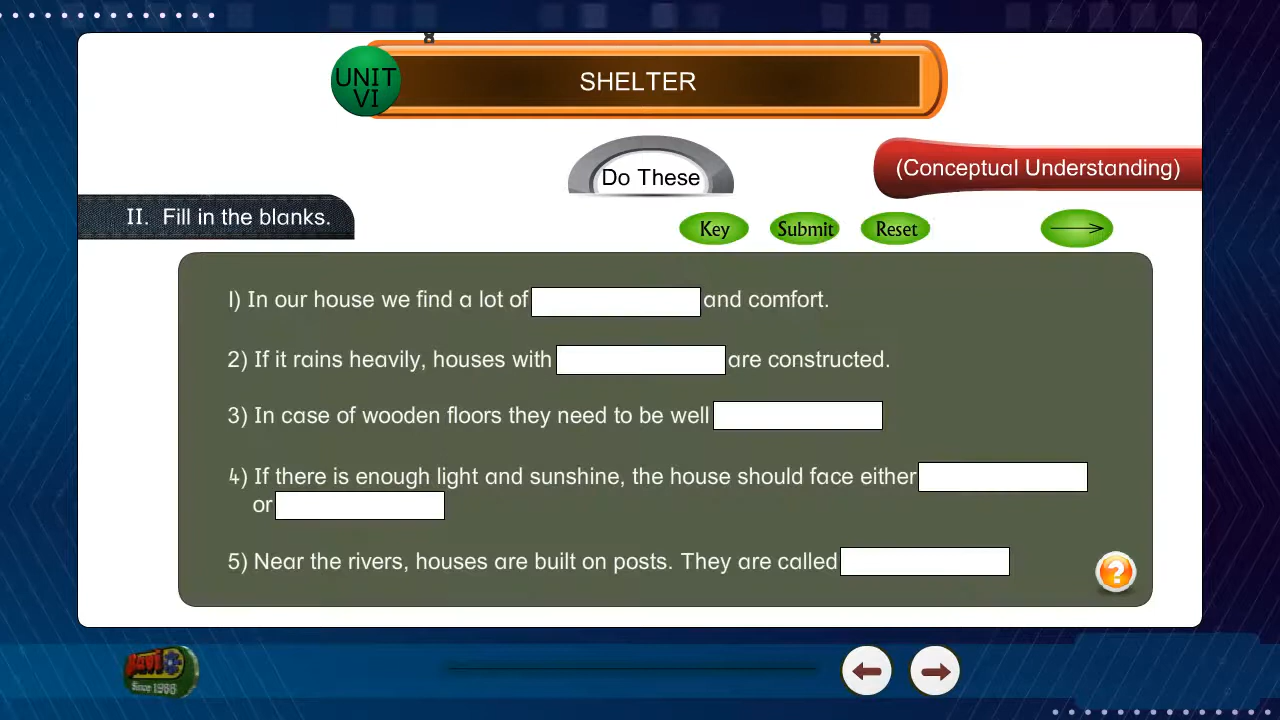 UNIT
VI
SHELTER
Do These
(Conceptual Understanding)
II. Fill in the blanks.
Key
Submit
Reset
1) In our house we find a lot of and comfort.
2) If it rains heavily, houses with are constructed.
3) In case of wooden floors they need to be well
4) If there is enough light and sunshine, the house should face either
or
5) Near the rivers, houses are built on posts. They are called
?
Since 1988